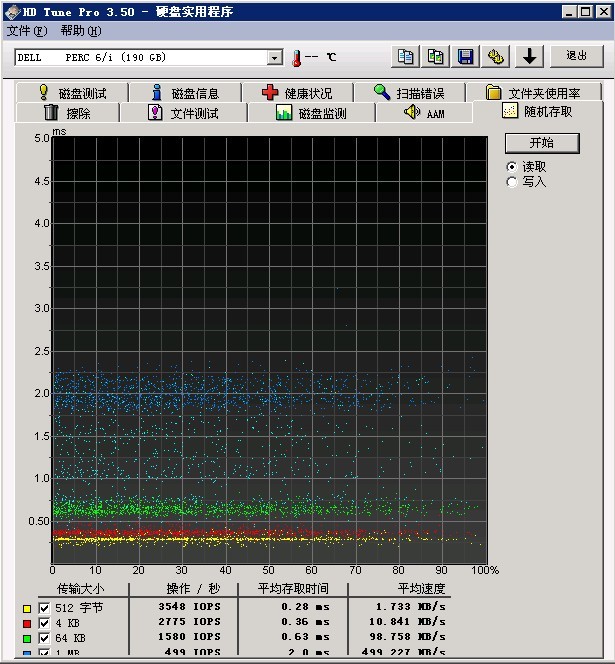 HD Tune Pro 3.50 - 硬盘实用程序
文件(F) 帮助(H)
DELL PERC 6/i (190 GB) -- ℃ 退出
磁盘测试 磁盘信息 健康状况 扫描错误 文件夹使用率
擦除 文件测试 磁盘监测 AAM 随机存取
ms
开始
读取
写入
5.0
4.5
4.0
3.5
3.0
2.5
2.0
1.5
1.0
0.50
0 10 20 30 40 50 60 70 80 90 100%
传输大小 操作 / 秒 平均存取时间 平均速度
512 字节 3548 IOPS 0.28 ms 1.733 MB/s
4 KB 2775 IOPS 0.36 ms 10.841 MB/s
64 KB 1580 IOPS 0.63 ms 98.758 MB/s
1 MB 499 IOPS 2.0 ms 499.227 MB/s